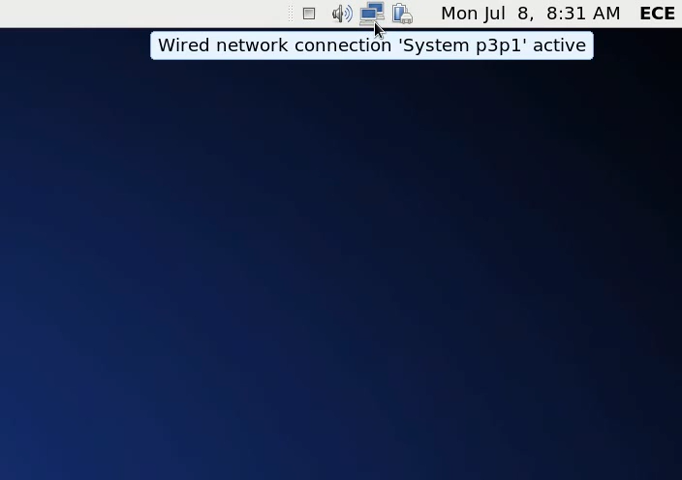 Mon Jul 8, 8:31 AM ECE
Wired network connection 'System p3p1' active